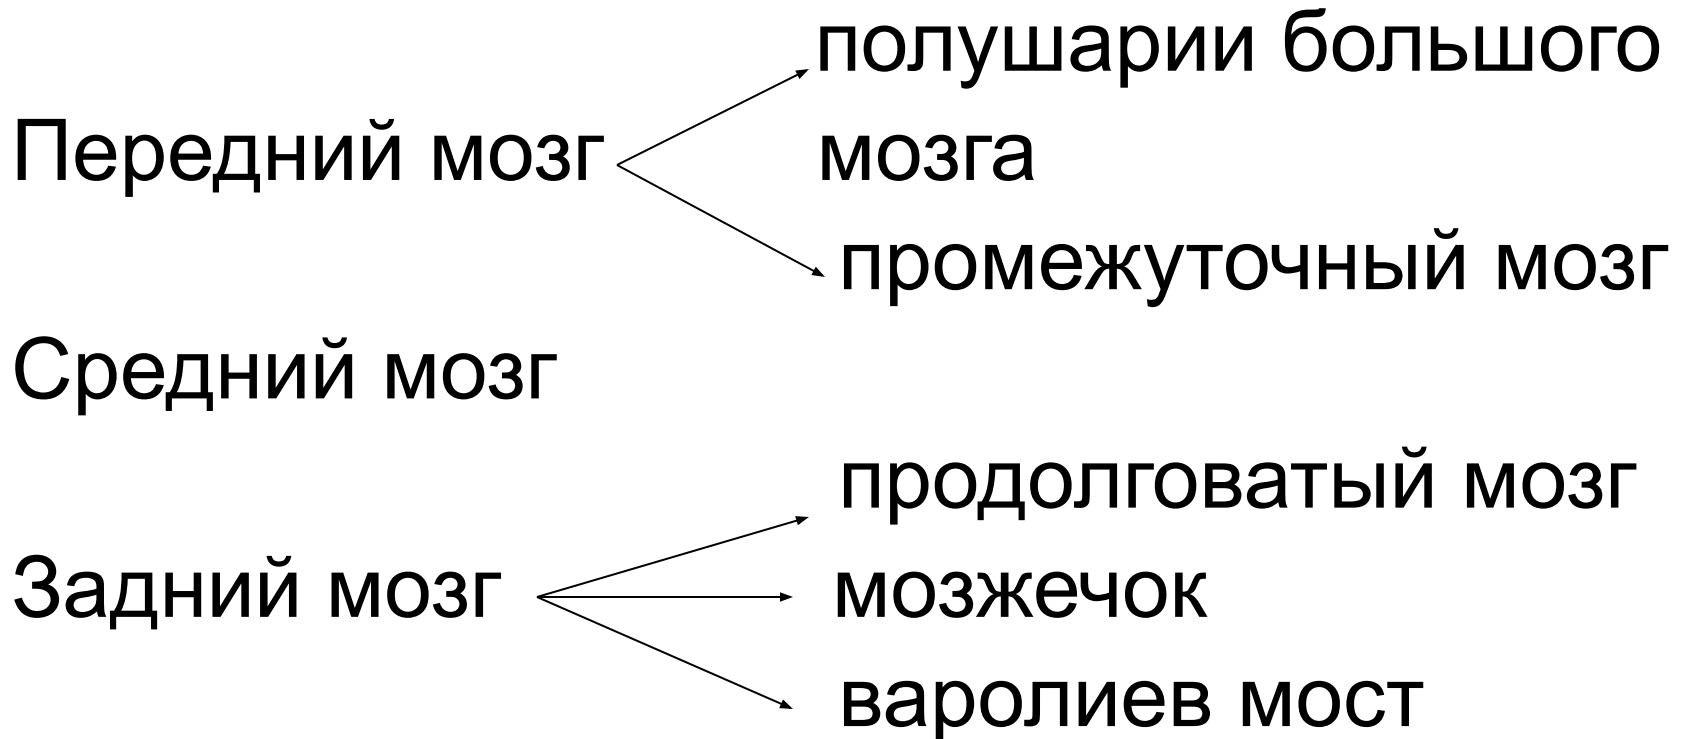 полушарии большого
Передний мозг мозга
промежуточный мозг
Средний мозг
продолговатый мозг
Задний мозг мозжечок
варолиев мост